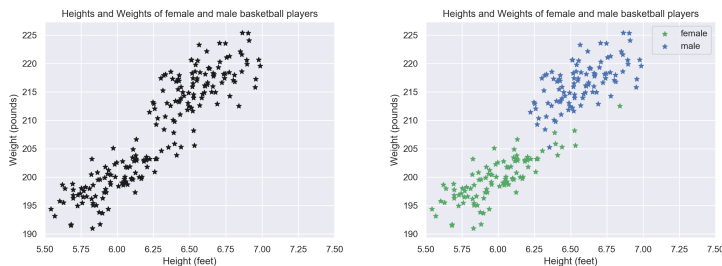 Heights and Weights of female and male basketball players
225
220
215
210
205
200
195
190
Weight (pounds)
5.50 5.75 6.00 6.25 6.50 6.75 7.00 7.25 7.50
Height (feet)
Heights and Weights of female and male basketball players
female
male
225
220
215
210
205
200
195
190
Weight (pounds)
5.50 5.75 6.00 6.25 6.50 6.75 7.00 7.25 7.50
Height (feet)